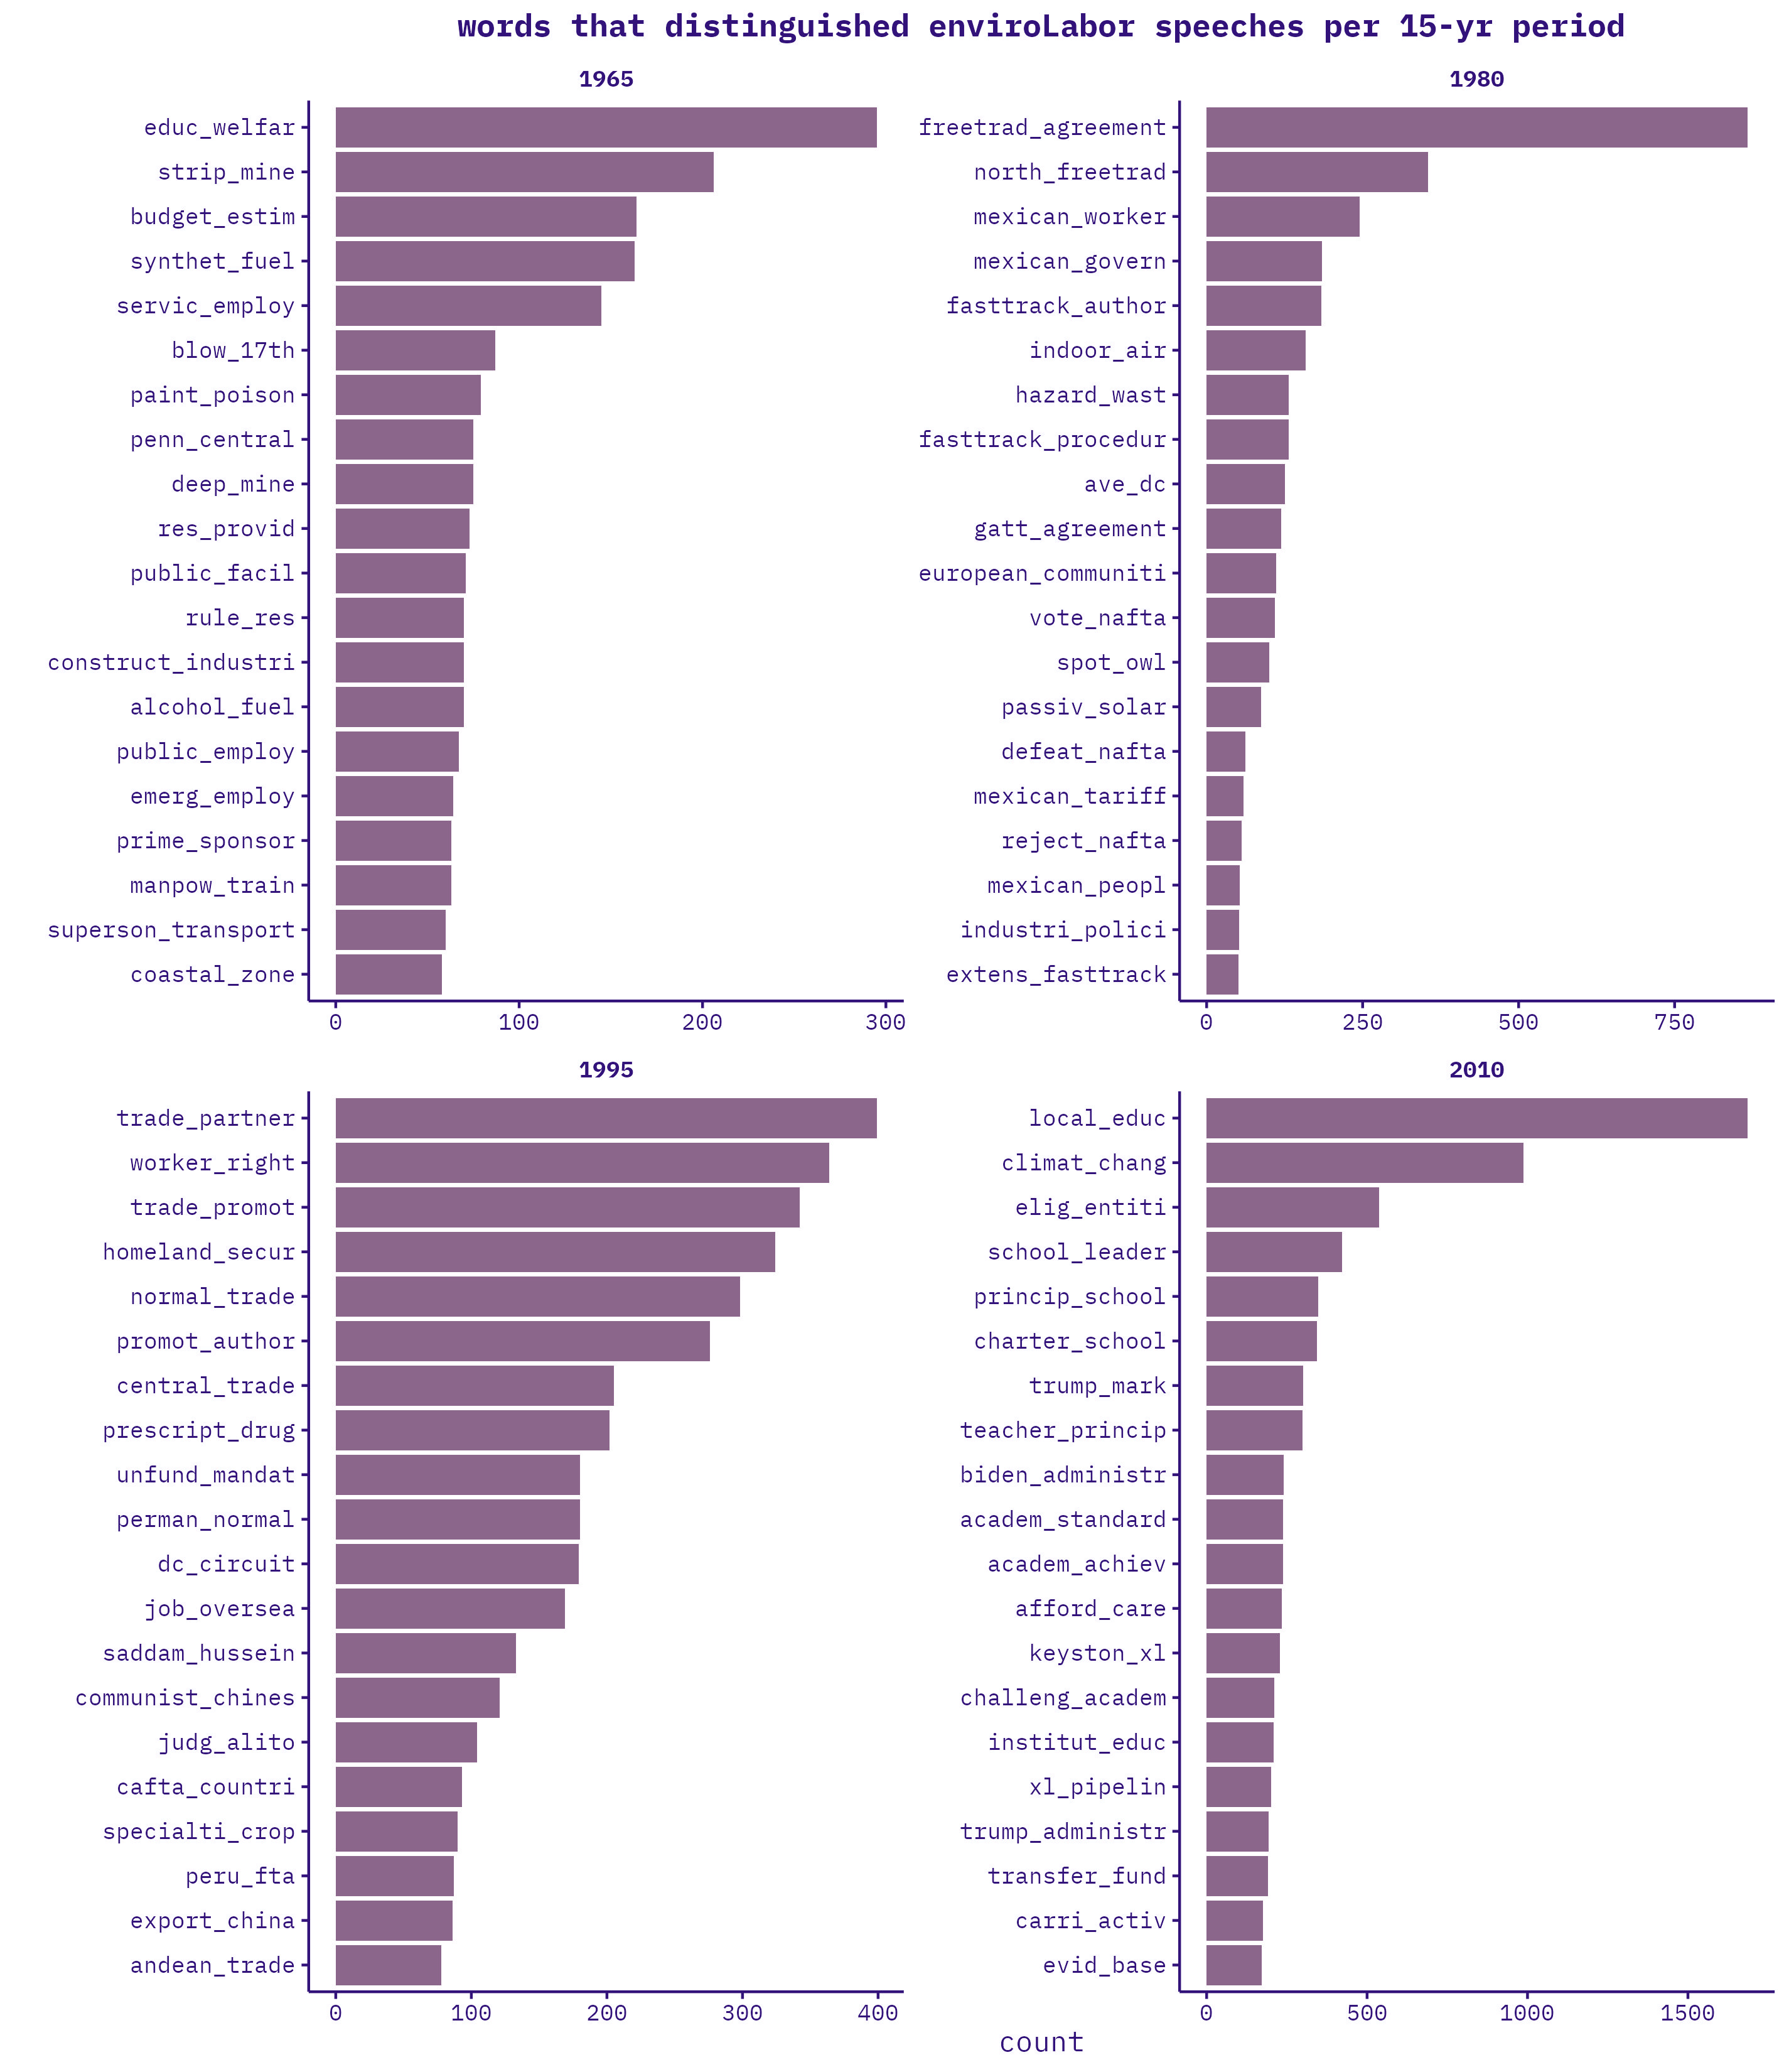 words that distinguished enviroLabor speeches per 15-yr period
1965
educ_welfar
strip_mine
budget_estim
synthet_fuel
servic_employ
blow_17th
paint_poison
penn_central
deep_mine
res_provid
public_facil
rule_res
construct_industri
alcohol_fuel
public_employ
emerg_employ
prime_sponsor
manpow_train
superson_transport
coastal_zone
0 100 200 300
1980
freetrad_agreement
north_freetrad
mexican_worker
mexican_govern
fasttrack_author
indoor_air
hazard_wast
fasttrack_procedur
ave_dc
gatt_agreement
european_communiti
vote_nafta
spot_owl
passiv_solar
defeat_nafta
mexican_tariff
reject_nafta
mexican_peopl
industri_polici
extens_fasttrack
0 250 500 750
1995
trade_partner
worker_right
trade_promot
homeland_secur
normal_trade
promot_author
central_trade
prescript_drug
unfund_mandat
perman_normal
dc_circuit
job_oversea
saddam_hussein
communist_chines
judg_alito
cafta_countri
specialti_crop
peru_fta
export_china
andean_trade
0 100 200 300 400
2010
local_educ
climat_chang
elig_entiti
school_leader
princip_school
charter_school
trump_mark
teacher_princip
biden_administr
academ_standard
academ_achiev
afford_care
keyston_xl
challeng_academ
institut_educ
xl_pipelin
trump_administr
transfer_fund
carri_activ
evid_base
0 500 1000 1500
count